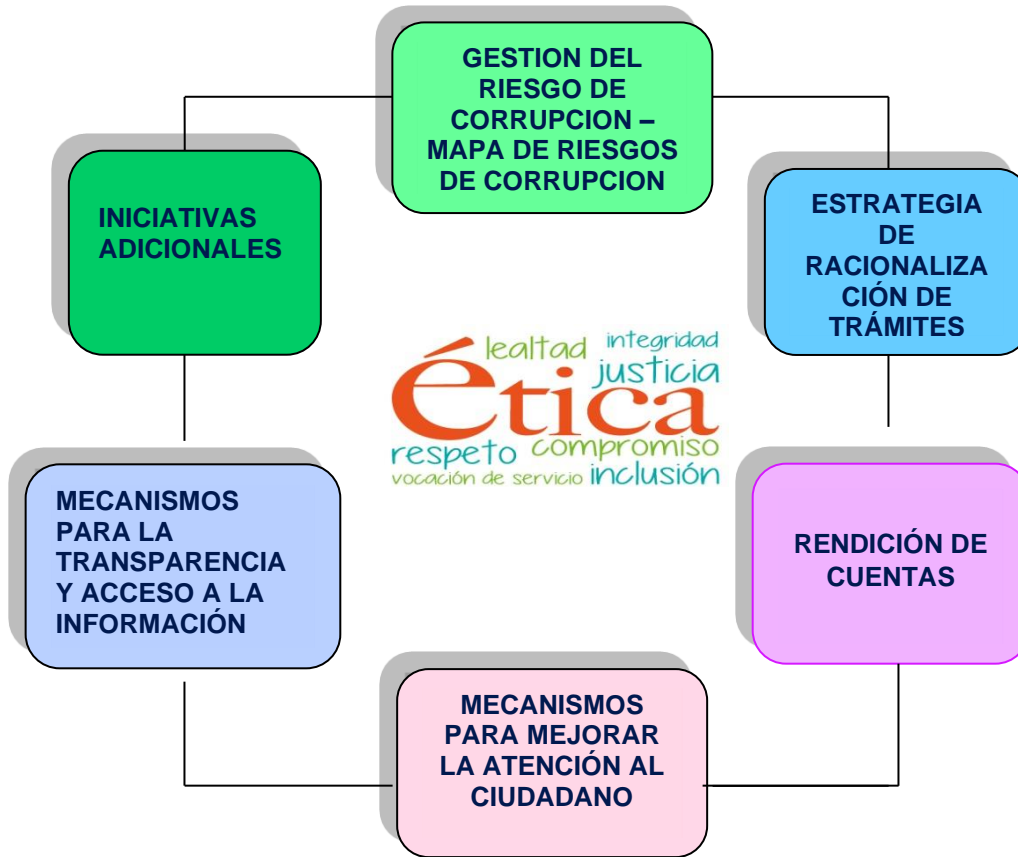 GESTION DEL
RIESGO DE
CORRUPCION –
MAPA DE RIESGOS
DE CORRUPCION
INICIATIVAS
ADICIONALES
ESTRATEGIA
DE
RACIONALIZA
CIÓN DE
TRÁMITES
lealtad integridad
justicia
ética
respeto compromiso
vocación de servicio inclusión
MECANISMOS
PARA LA
TRANSPARENCIA
Y ACCESO A LA
INFORMACIÓN
RENDICIÓN DE
CUENTAS
MECANISMOS
PARA MEJORAR
LA ATENCIÓN AL
CIUDADANO